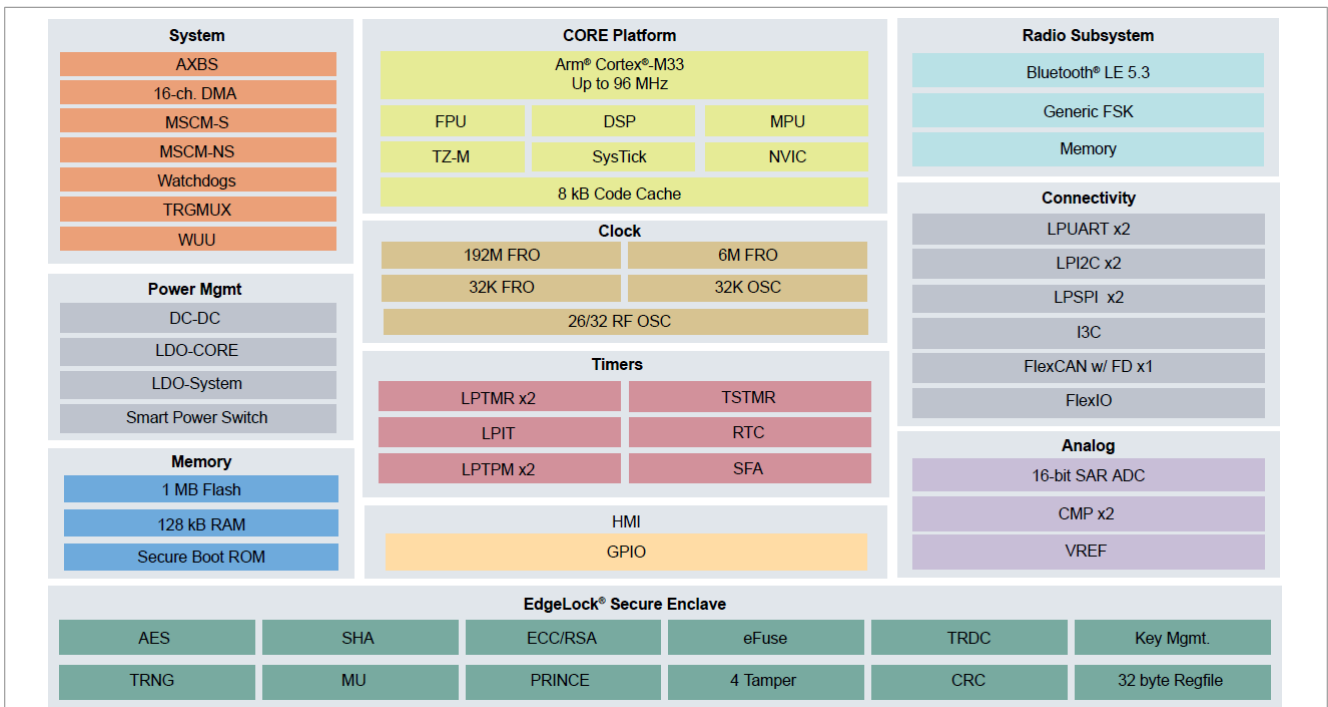 System
AXBS
16-ch. DMA
MSCM-S
MSCM-NS
Watchdogs
TRGMUX
WUU
Power Mgmt
DC-DC
LDO-CORE
LDO-System
Smart Power Switch
Memory
1 MB Flash
128 kB RAM
Secure Boot ROM
CORE Platform
Arm® Cortex®-M33
Up to 96 MHz
FPU DSP MPU
TZ-M SysTick NVIC
8 kB Code Cache
Clock
192M FRO 6M FRO
32K FRO 32K OSC
26/32 RF OSC
Timers
LPTMR x2 TSTMR
LPIT RTC
LPTPM x2 SFA
HMI
GPIO
Radio Subsystem
Bluetooth® LE 5.3
Generic FSK
Memory
Connectivity
LPUART x2
LPI2C x2
LPSPI x2
I3C
FlexCAN w/ FD x1
FlexIO
Analog
16-bit SAR ADC
CMP x2
VREF
EdgeLock® Secure Enclave
AES SHA ECC/RSA eFuse TRDC Key Mgmt.
TRNG MU PRINCE 4 Tamper CRC 32 byte Regfile